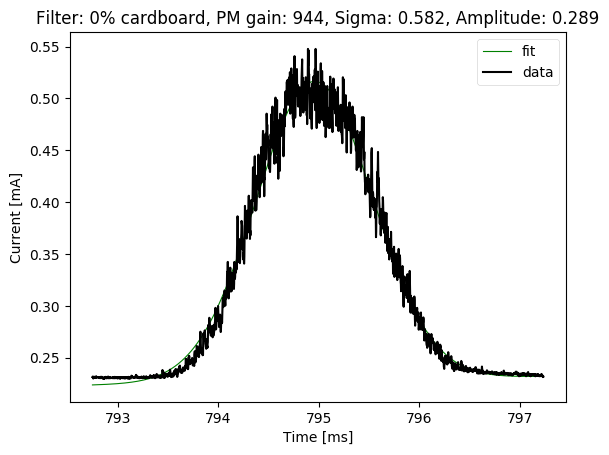 Filter: 0% cardboard, PM gain: 944, Sigma: 0.582, Amplitude: 0.289
fit
data
0.55
0.50
0.45
0.40
0.35
0.30
0.25
Current [mA]
793
794
795
796
797
Time [ms]